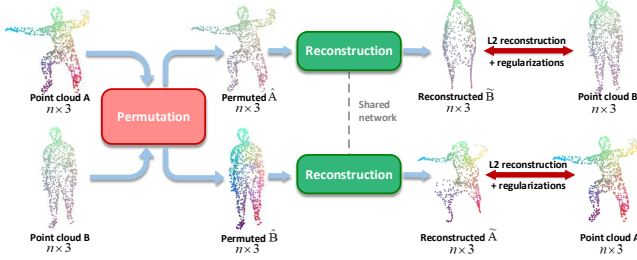 Point cloud A
n×3
Permutation
Permuted Â
n×3
Reconstruction
Reconstructed B̃
n×3
L2 reconstruction
+ regularizations
Point cloud B
n×3
Shared
network
Point cloud B
n×3
Permuted B̂
n×3
Reconstruction
Reconstructed Ã
n×3
L2 reconstruction
+ regularizations
Point cloud A
n×3